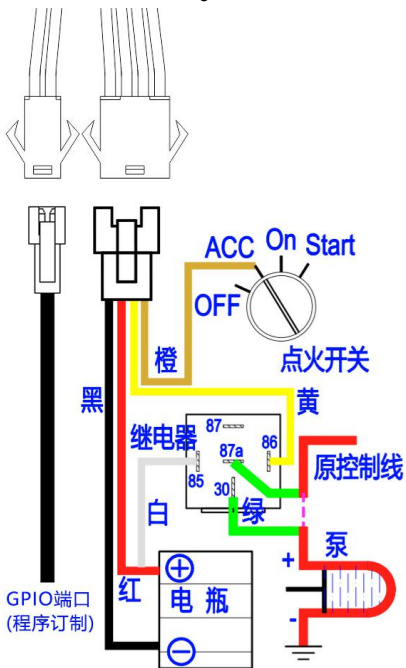 ACC On Start
OFF
点火开关
橙
黑
黄
继电器
87
86
87a
85
30
原控制线
白
绿
泵
+
-
红
电瓶
+
-
GPIO端口
(程序订制)